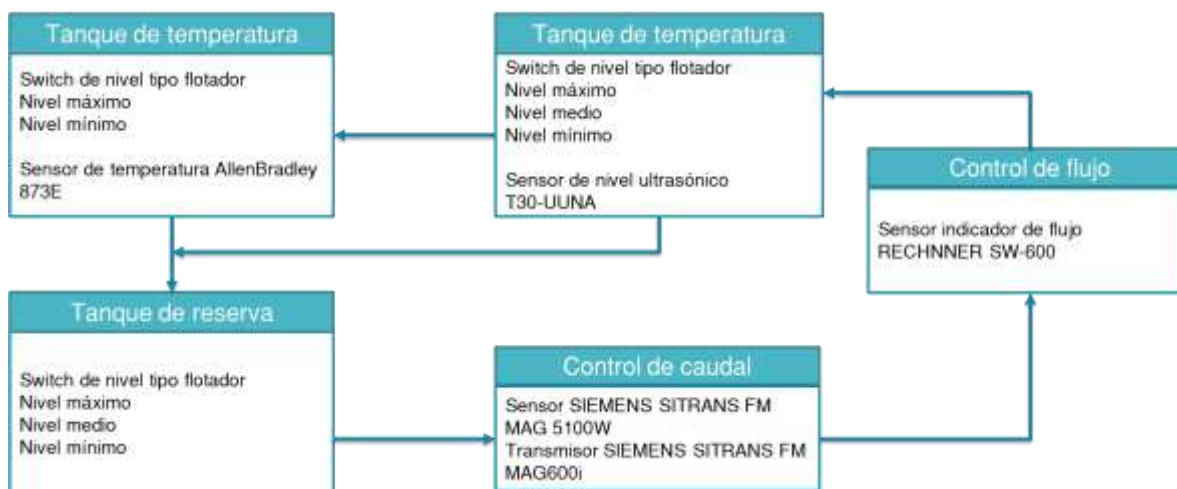 Tanque de temperatura
Switch de nivel tipo flotador
Nivel máximo
Nivel mínimo
Sensor de temperatura AllenBradley
873E
Tanque de temperatura
Switch de nivel tipo flotador
Nivel máximo
Nivel medio
Nivel mínimo
Sensor de nivel ultrasónico
T30-UUNA
Control de flujo
Sensor indicador de flujo
RECHNNER SW-600
Tanque de reserva
Switch de nivel tipo flotador
Nivel máximo
Nivel medio
Nivel mínimo
Control de caudal
Sensor SIEMENS SITRANS FM
MAG 5100W
Transmisor SIEMENS SITRANS FM
MAG600i